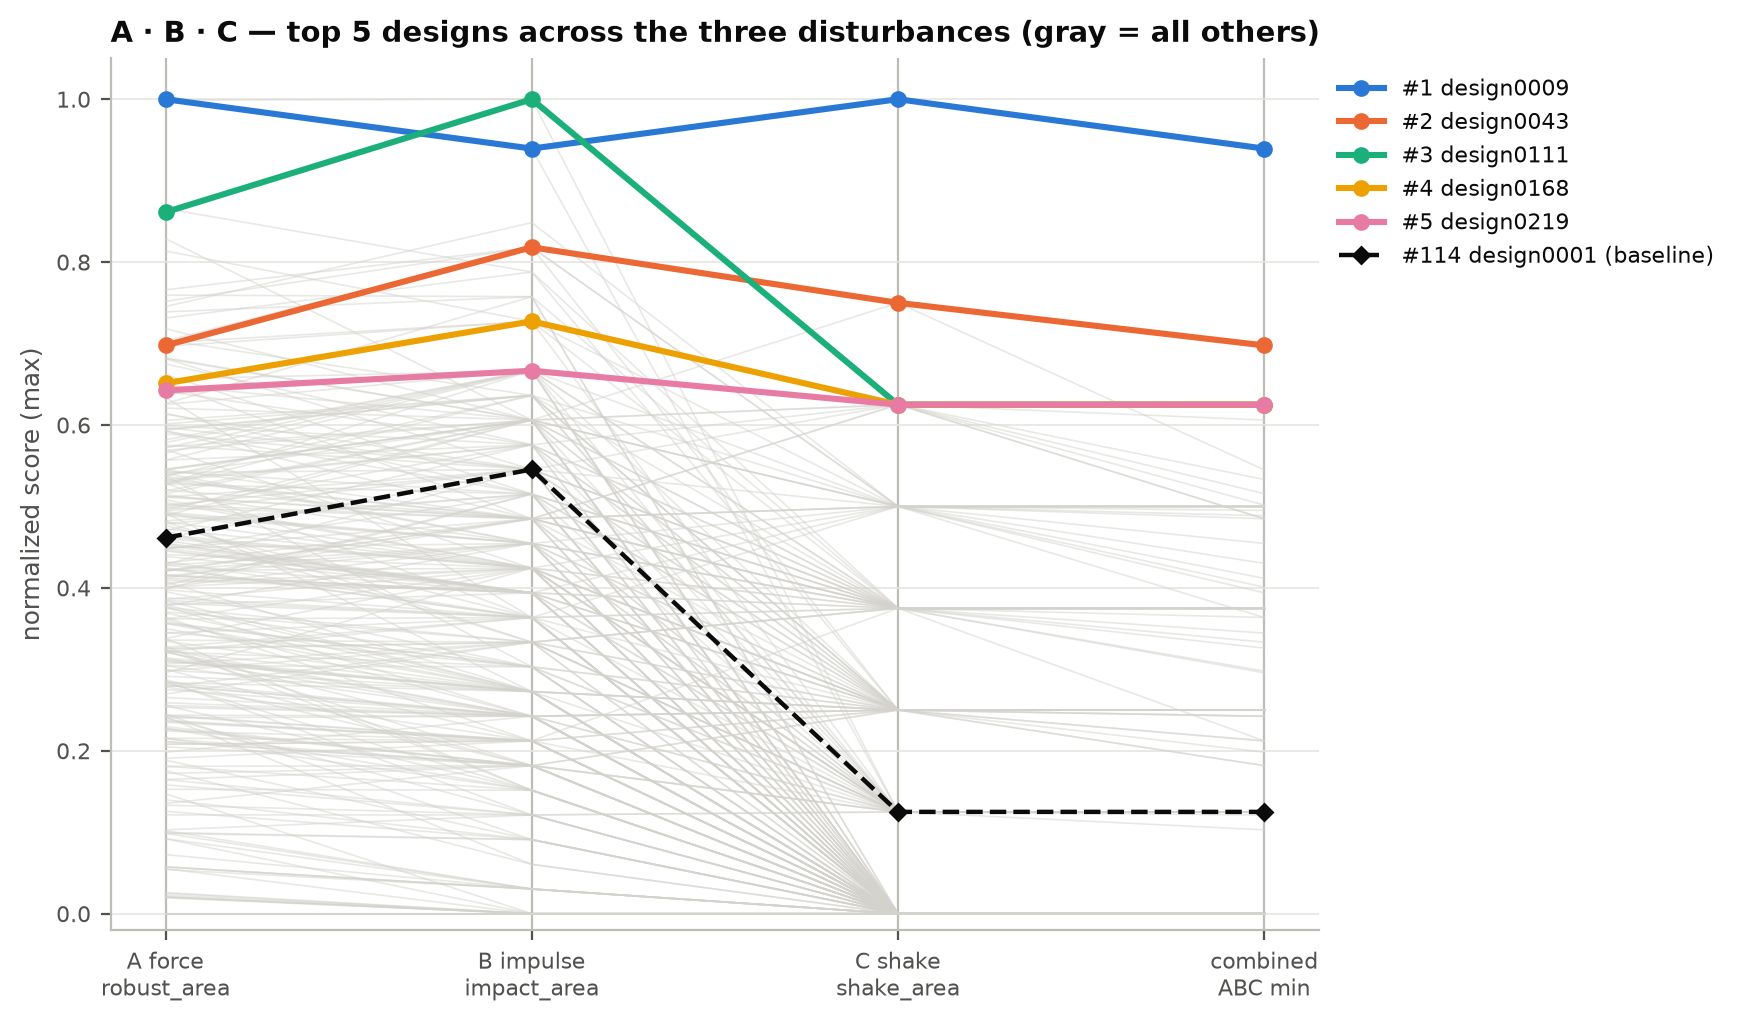 A · B · C — top 5 designs across the three disturbances (gray = all others)
normalized score (max)
1.0
0.8
0.6
0.4
0.2
0.0
A force
robust_area
B impulse
impact_area
C shake
shake_area
combined
ABC min
#1 design0009
#2 design0043
#3 design0111
#4 design0168
#5 design0219
#114 design0001 (baseline)